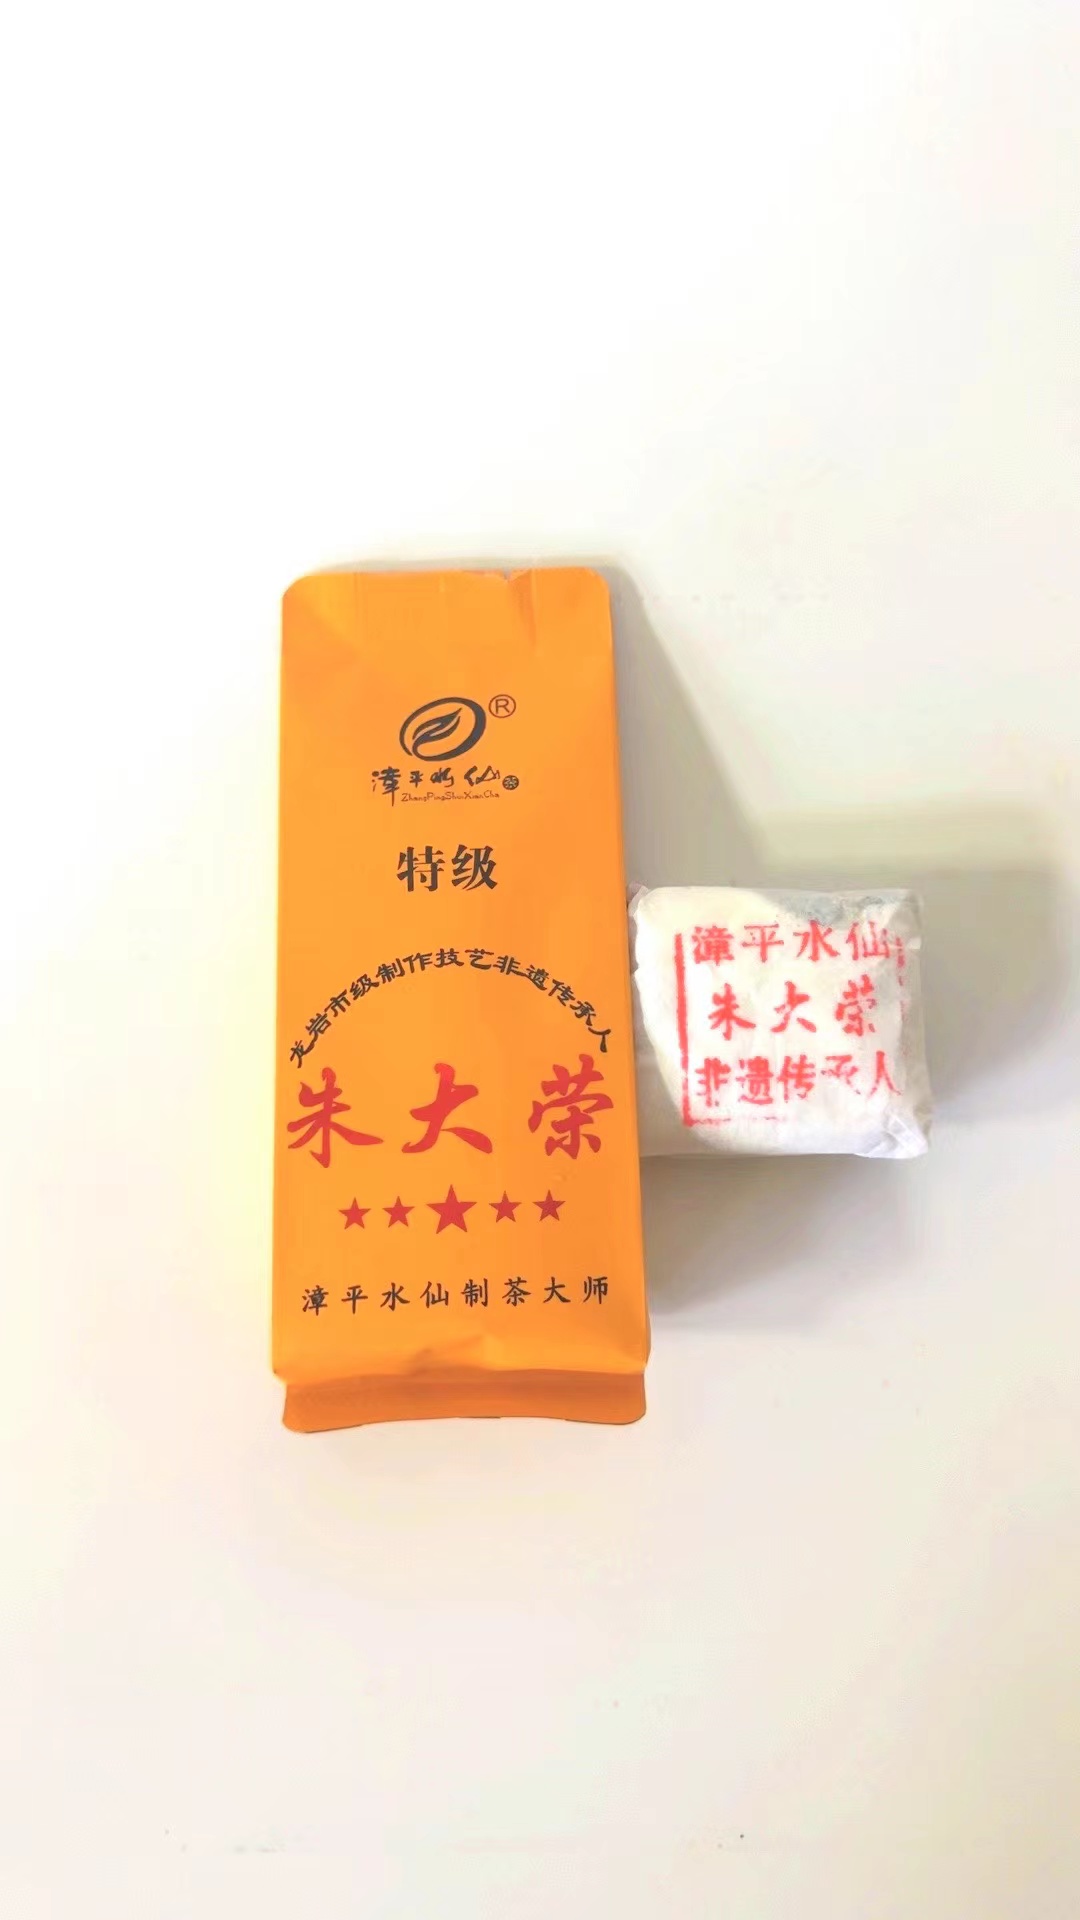 ®
漳平水仙茶
ZhangPingShuiXianCha
特级
龙岩市级制作技艺非遗传承人
朱大荣
漳平水仙制茶大师
漳平水仙
朱大荣
非遗传承人